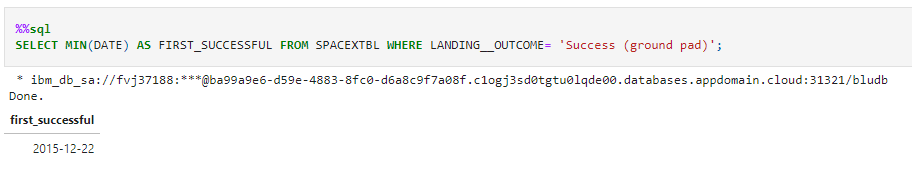 %%sql
SELECT MIN(DATE) AS FIRST_SUCCESSFUL FROM SPACEXTBL WHERE LANDING__OUTCOME= 'Success (ground pad)';
* ibm_db_sa://fvj37188:***@ba99a9e6-d59e-4883-8fc0-d6a8c9f7a08f.c1ogj3sd0tgtu0lqde00.databases.appdomain.cloud:31321/bludb
Done.
first_successful
2015-12-22